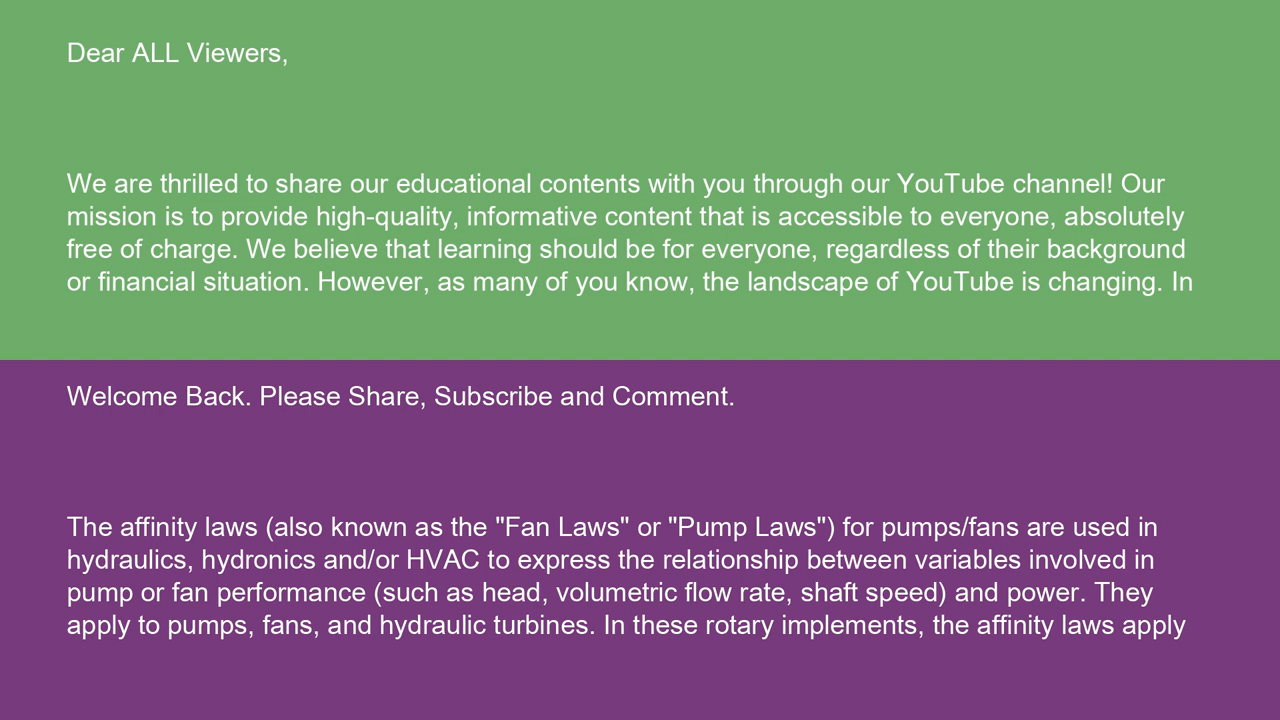 Dear ALL Viewers,
We are thrilled to share our educational contents with you through our YouTube channel! Our
mission is to provide high-quality, informative content that is accessible to everyone, absolutely
free of charge. We believe that learning should be for everyone, regardless of their background
or financial situation. However, as many of you know, the landscape of YouTube is changing. In
Welcome Back. Please Share, Subscribe and Comment.
The affinity laws (also known as the "Fan Laws" or "Pump Laws") for pumps/fans are used in
hydraulics, hydronics and/or HVAC to express the relationship between variables involved in
pump or fan performance (such as head, volumetric flow rate, shaft speed) and power. They
apply to pumps, fans, and hydraulic turbines. In these rotary implements, the affinity laws apply